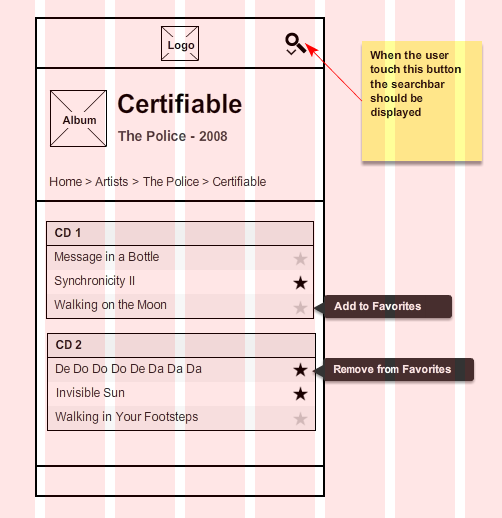 Logo
When the user
touch this button
the searchbar
should be
displayed
Album
Certifiable
The Police - 2008
Home > Artists > The Police > Certifiable
CD 1
Message in a Bottle
Synchronicity II
Walking on the Moon
Add to Favorites
CD 2
De Do Do Do De Da Da Da
Remove from Favorites
Invisible Sun
Walking in Your Footsteps